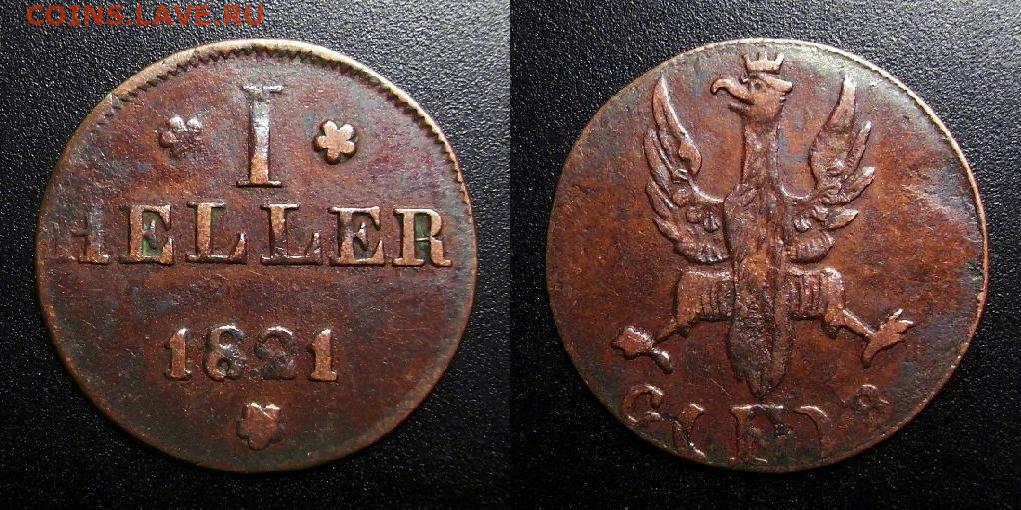 COINS.LAVE.RU
I
HELLER
1821
G F B